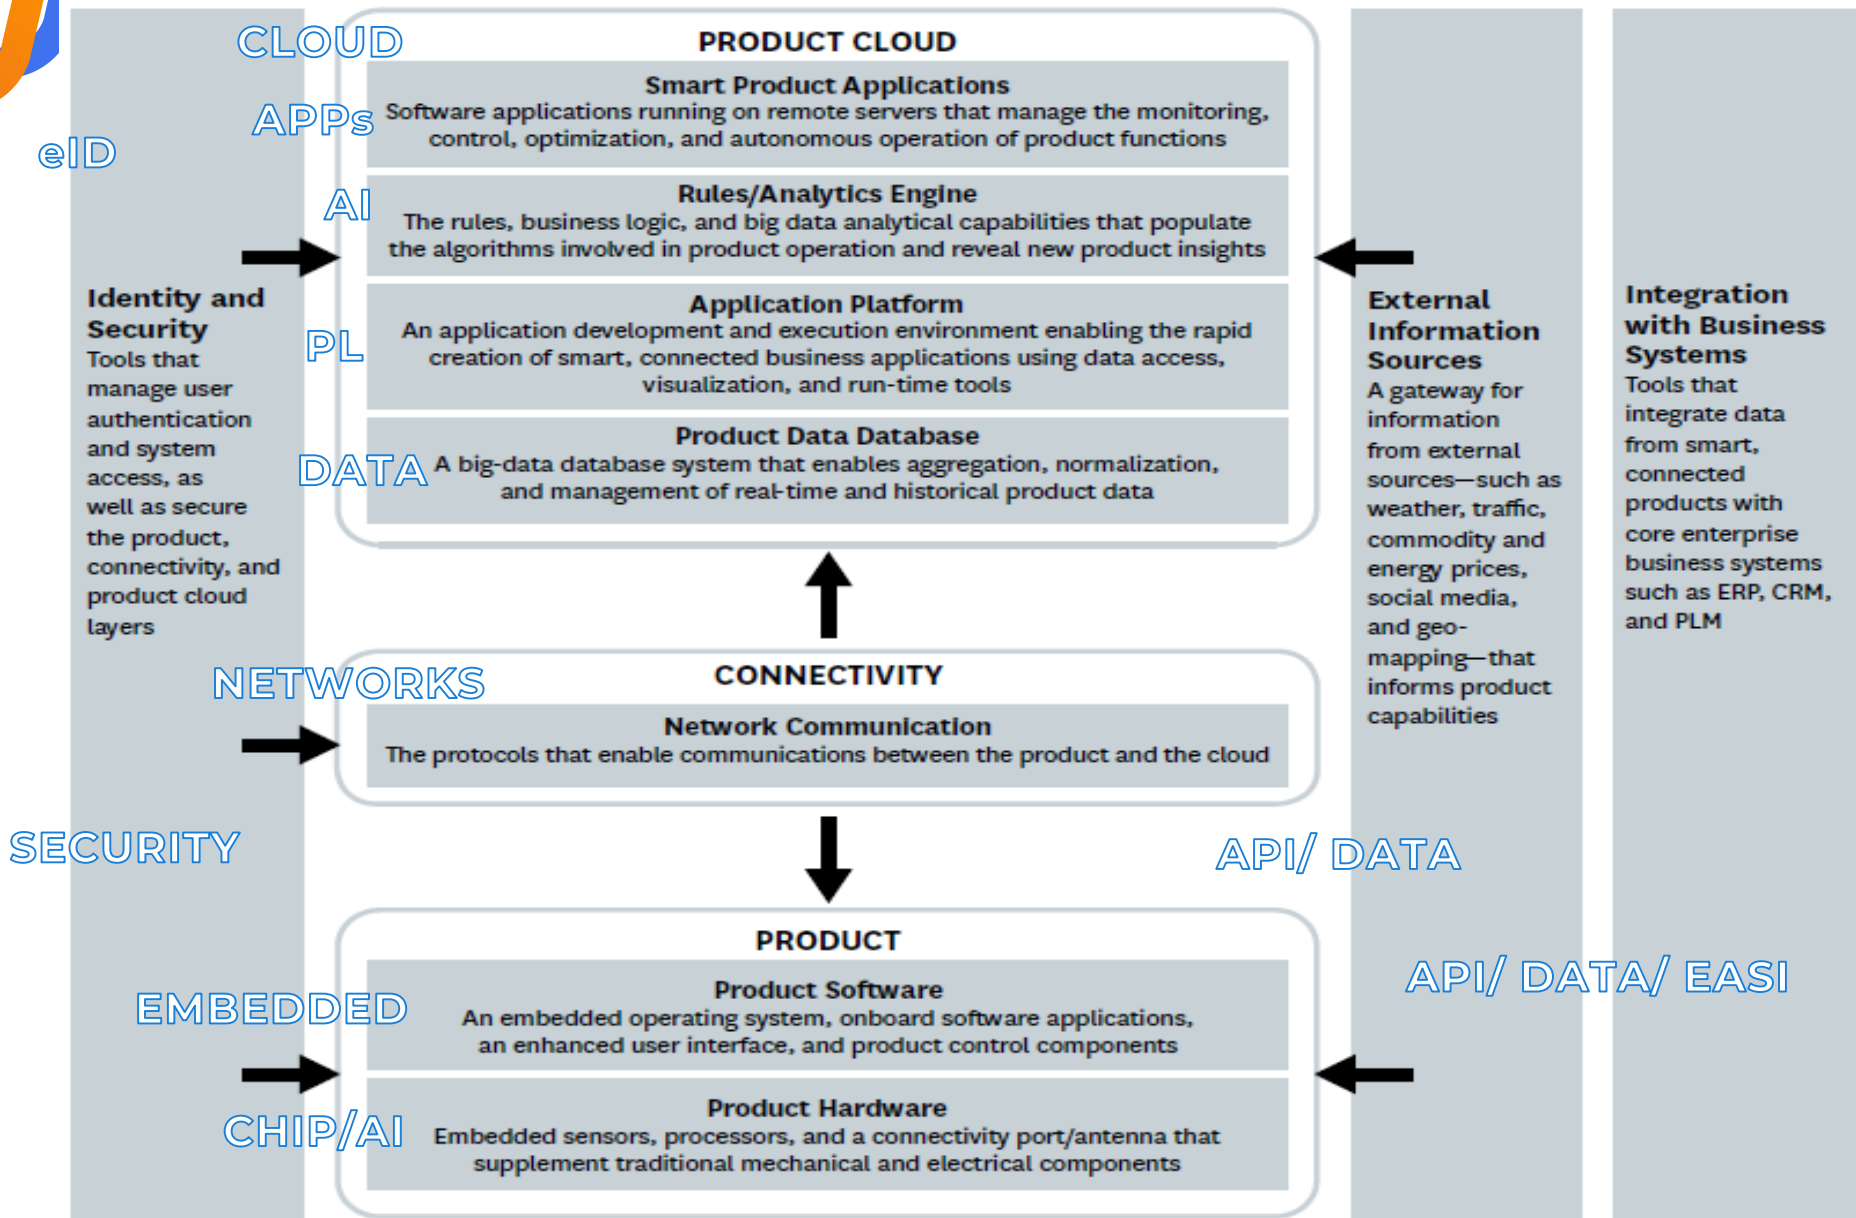 CLOUD
PRODUCT CLOUD
Smart Product Applications
APPs
Software applications running on remote servers that manage the monitoring,
control, optimization, and autonomous operation of product functions
eID
AI
Rules/Analytics Engine
The rules, business logic, and big data analytical capabilities that populate
the algorithms involved in product operation and reveal new product insights
PL
Application Platform
An application development and execution environment enabling the rapid
creation of smart, connected business applications using data access,
visualization, and run-time tools
DATA
Product Data Database
A big-data database system that enables aggregation, normalization,
and management of real-time and historical product data
Identity and
Security
Tools that
manage user
authentication
and system
access, as
well as secure
the product,
connectivity, and
product cloud
layers
External
Information
Sources
A gateway for
information
from external
sources—such as
weather, traffic,
commodity and
energy prices,
social media,
and geo-
mapping—that
informs product
capabilities
Integration
with Business
Systems
Tools that
integrate data
from smart,
connected
products with
core enterprise
business systems
such as ERP, CRM,
and PLM
NETWORKS
CONNECTIVITY
Network Communication
The protocols that enable communications between the product and the cloud
SECURITY
API/ DATA
PRODUCT
EMBEDDED
Product Software
An embedded operating system, onboard software applications,
an enhanced user interface, and product control components
API/ DATA/ EASI
CHIP/AI
Product Hardware
Embedded sensors, processors, and a connectivity port/antenna that
supplement traditional mechanical and electrical components